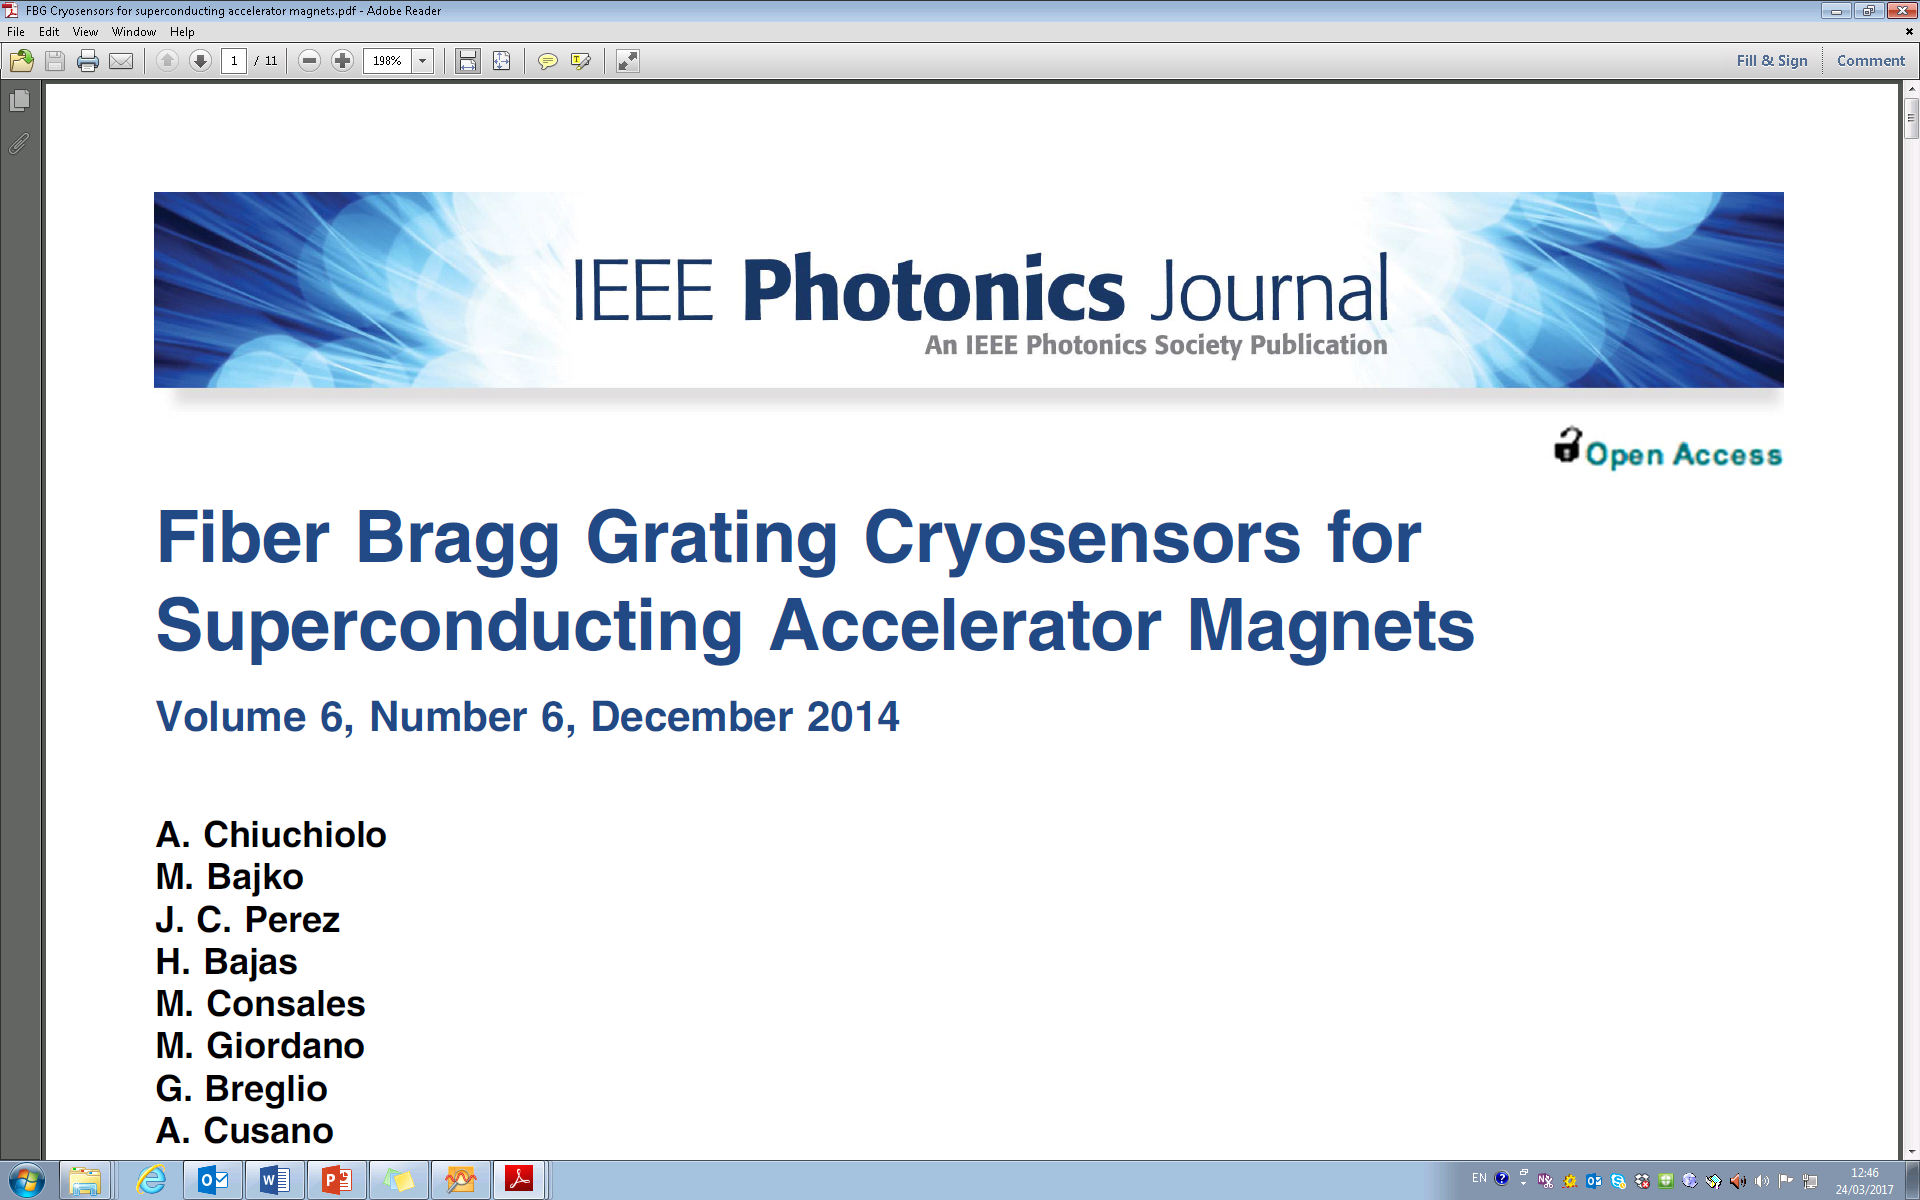 FBG Cryosensors for superconducting accelerator magnets.pdf - Adobe Reader
File Edit View Window Help
1 / 11 198% Fill & Sign Comment
IEEE Photonics Journal
An IEEE Photonics Society Publication
Open Access
Fiber Bragg Grating Cryosensors for
Superconducting Accelerator Magnets
Volume 6, Number 6, December 2014
A. Chiuchiolo
M. Bajko
J. C. Perez
H. Bajas
M. Consales
M. Giordano
G. Breglio
A. Cusano
EN 12:46
24/03/2017